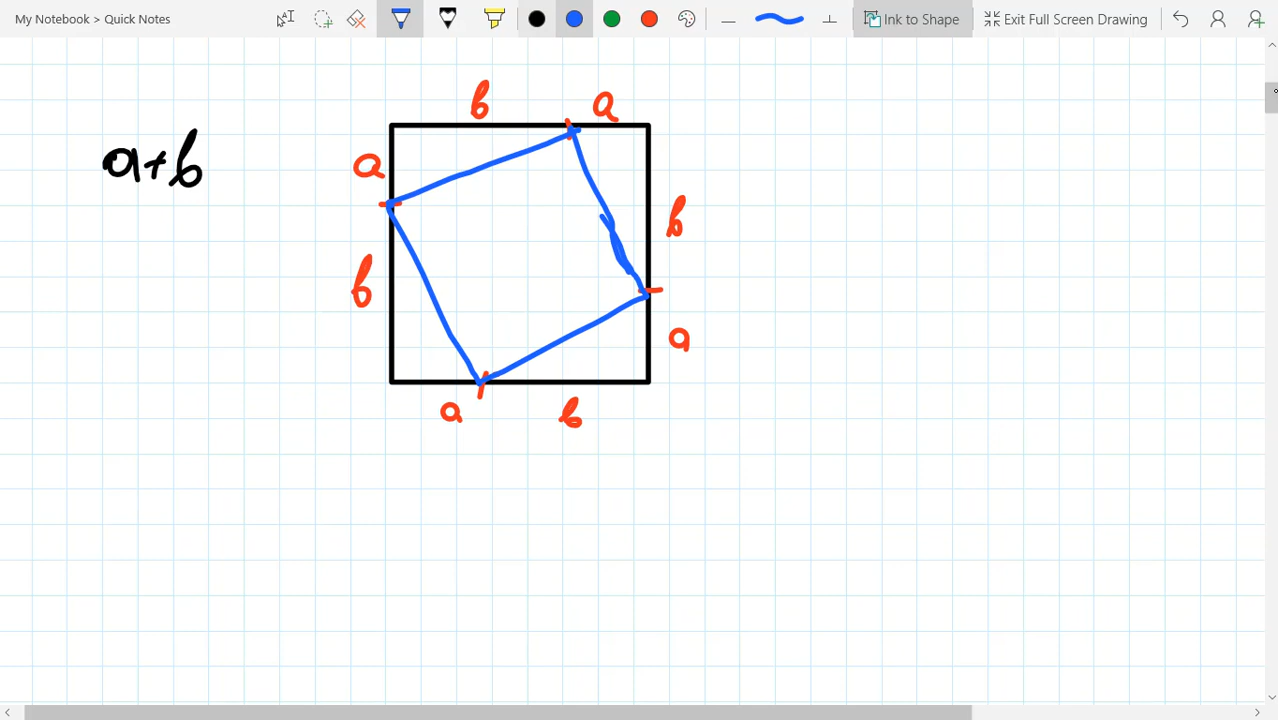 My Notebook > Quick Notes
Ink to Shape
Exit Full Screen Drawing
b a
a+b
a
b
b
a
a b